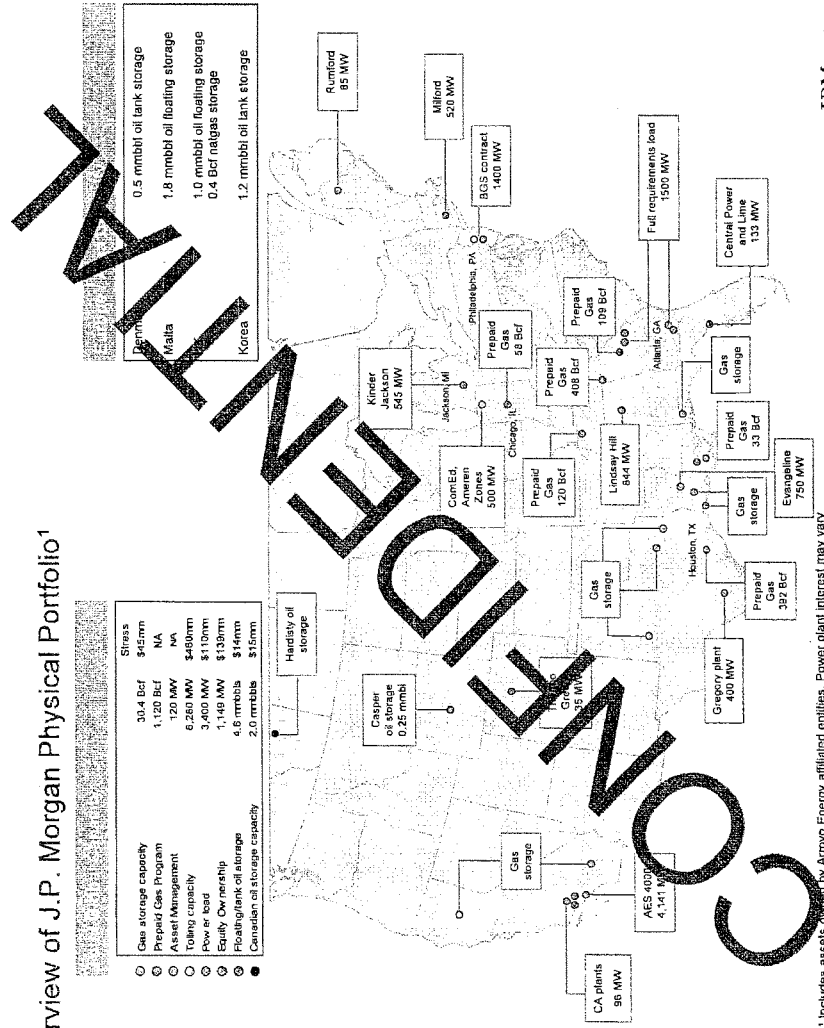 rview of J.P. Morgan Physical Portfolio¹
Stress
Gas storage capacity 30.4 Bcf $45mm
Prepaid Gas Program 1,120 Bcf NA
Asset Management 120 MW NA
Tolling capacity 6,280 MW $460mm
Power load 3,400 MW $110mm
Equity Ownership 1,149 MW $139mm
Floating/tank oil storage 4.6 mmbbls $14mm
Canadian oil storage capacity 2.0 mmbbls $15mm
0.5 mmbbl oil tank storage
Malta 1.8 mmbbl oil floating storage
1.0 mmbbl oil floating storage
0.4 Bcf natgas storage
Korea 1.2 mmbbl oil tank storage
Hardisty oil
storage
Casper
oil storage
0.25 mmbl
35 MW
Gas
storage
AES 4000
CA plants
96 MW
Kinder
Jackson
545 MW
Jackson, MI
ComEd,
Ameren
Zones
500 MW
Chicago, IL
Prepaid
Gas
58 Bcf
Philadelphia, PA
Rumford
85 MW
Milford
520 MW
BGS contract
1400 MW
Prepaid
Gas
120 Bcf
Prepaid
Gas
408 Bcf
Prepaid
Gas
109 Bcf
Full requirements load
1500 MW
Lindsay Hill
844 MW
Atlanta, GA
Central Power
and Lime
133 MW
Gas
storage
Gas
storage
Prepaid
Gas
33 Bcf
Gas
storage
Evangeline
750 MW
Houston, TX
Prepaid
Gas
392 Bcf
Gregory plant
400 MW
¹ Includes assets by Arroyo Energy affiliated entities. Power plant interest may vary
CONFIDENTIAL